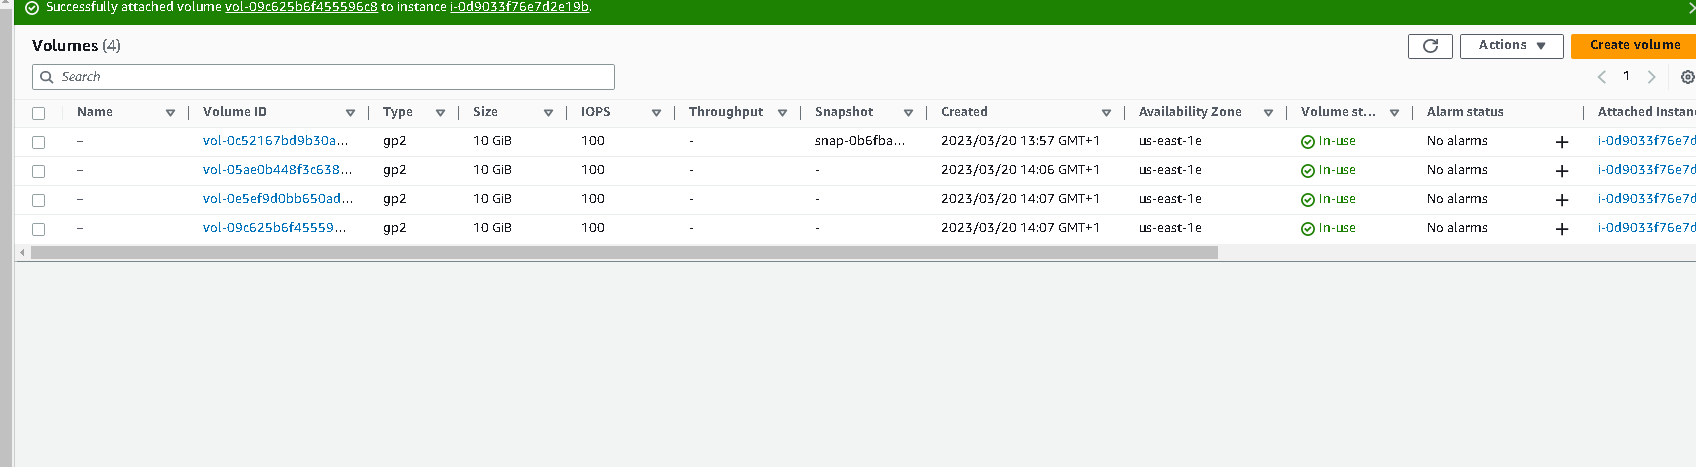 Successfully attached volume vol-09c625b6f455596c8 to instance i-0d9033f76e7d2e19b.
Volumes (4)
Actions
Create volume
Search
1
Name Volume ID Type Size IOPS Throughput Snapshot Created Availability Zone Volume st... Alarm status Attached Instan
– vol-0c52167bd9b30a... gp2 10 GiB 100 - snap-0b6fba... 2023/03/20 13:57 GMT+1 us-east-1e In-use No alarms + i-0d9033f76e7d
– vol-05ae0b448f3c638... gp2 10 GiB 100 - - 2023/03/20 14:06 GMT+1 us-east-1e In-use No alarms + i-0d9033f76e7d
– vol-0e5ef9d0bb650ad... gp2 10 GiB 100 - - 2023/03/20 14:07 GMT+1 us-east-1e In-use No alarms + i-0d9033f76e7d
– vol-09c625b6f45559... gp2 10 GiB 100 - - 2023/03/20 14:07 GMT+1 us-east-1e In-use No alarms + i-0d9033f76e7d